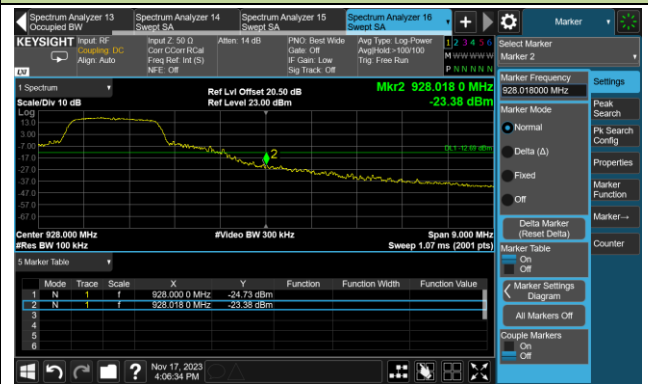 Spectrum Analyzer 13
Occupied BW
Spectrum Analyzer 14
Swept SA
Spectrum Analyzer 15
Swept SA
Spectrum Analyzer 16
Swept SA
Marker
KEYSIGHT
Input: RF
Coupling: DC
Align: Auto
Input Z: 50 Ω
Corr CCorr RCal
Freq Ref: Int (S)
NFE: Off
Atten: 14 dB
PNO: Best Wide
Gate: Off
IF Gain: Low
Sig Track: Off
Avg Type: Log-Power
Avg|Hold >100/100
Trig: Free Run
1 2 3 4 5 6
M W W W W W
P N N N N N
LXI
Select Marker
Marker 2
1 Spectrum
Scale/Div 10 dB
Ref Lvl Offset 20.50 dB
Ref Level 23.00 dBm
Mkr2 928.018 0 MHz
-23.38 dBm
Log
13.0
3.00
-7.00
-17.0
-27.0
-37.0
-47.0
-57.0
-67.0
2
Center 928.000 MHz
#Res BW 100 kHz
#Video BW 300 kHz
Span 9.000 MHz
Sweep 1.07 ms (2001 pts)
5 Marker Table
Mode Trace Scale X Y Function Function Width Function Value
1 N 1 f 928.000 0 MHz -24.73 dBm
2 N 1 f 928.018 0 MHz -23.38 dBm
3
4
5
6
Nov 17, 2023
4:06:34 PM
Marker Frequency
928.018000 MHz
Marker Mode
Normal
Delta (Δ)
Fixed
Off
Delta Marker
(Reset Delta)
Marker Table
On
Off
Marker Settings
Diagram
All Markers Off
Couple Markers
On
Off
Settings
Peak
Search
Pk Search
Config
Properties
Marker
Function
Marker→
Counter